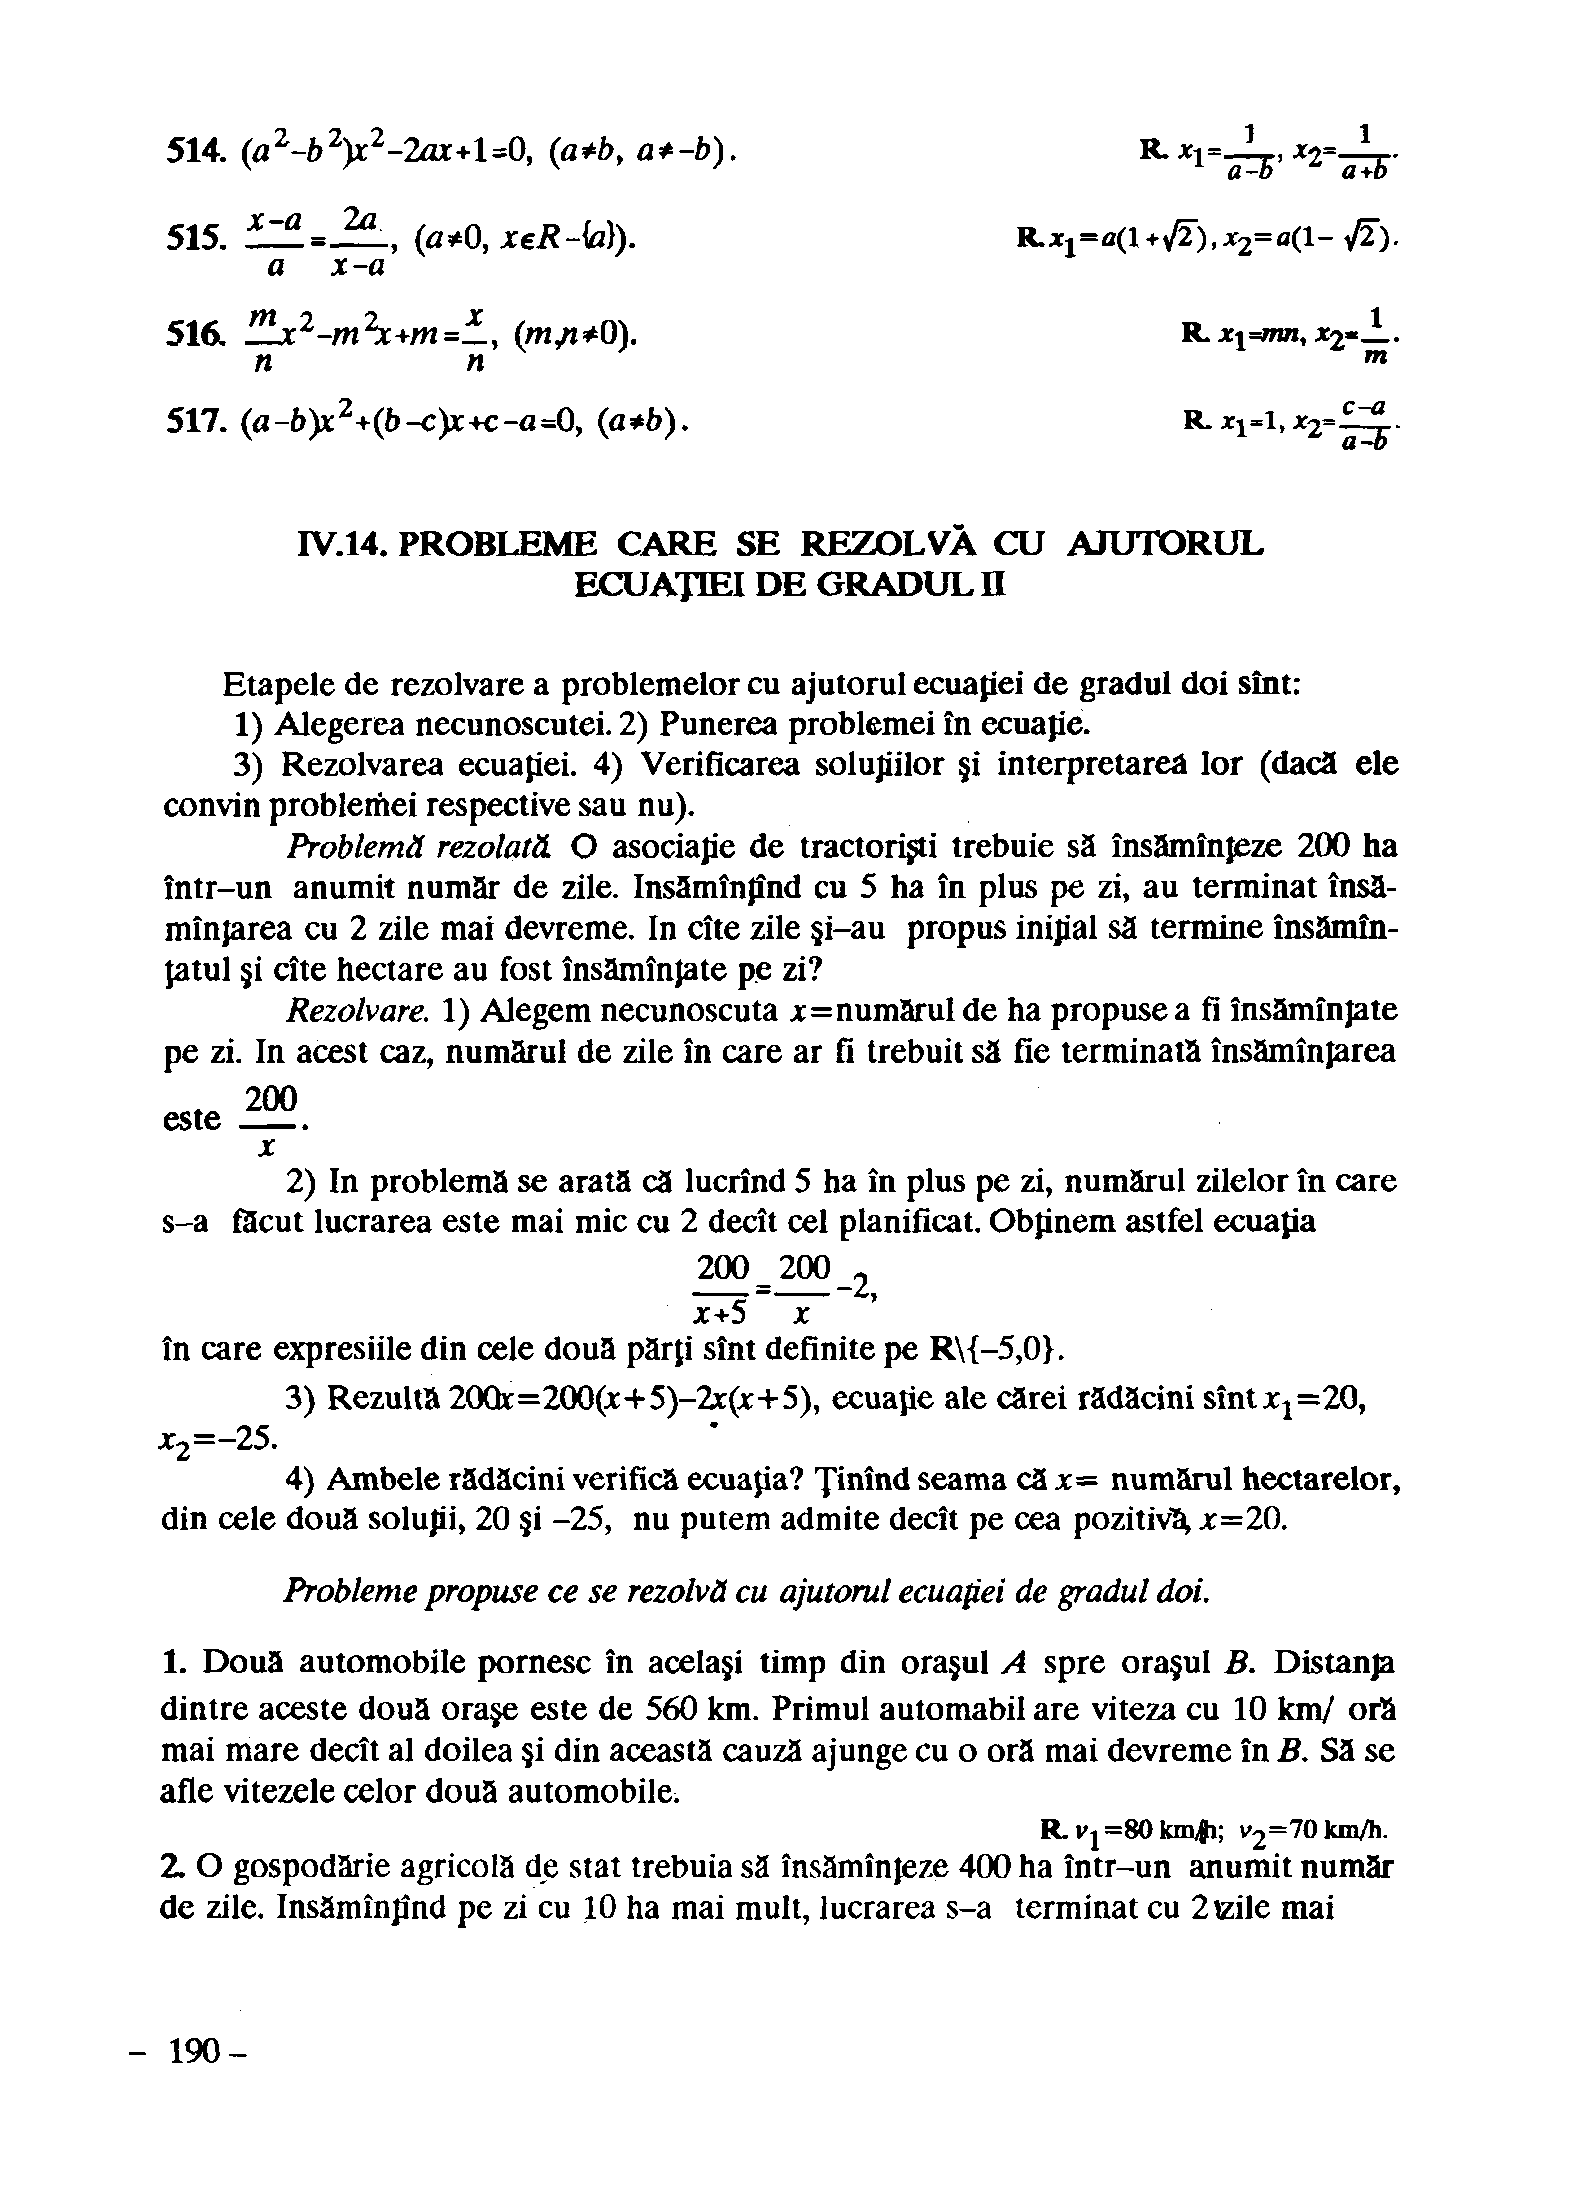 514. (a²-b²)x²-2ax+1=0, (a≠b, a≠-b). R. x₁=1/(a-b), x₂=1/(a+b).
515. (x-a)/a=2a/(x-a), (a≠0, x∈R-{a}). R. x₁=a(1+√2), x₂=a(1-√2).
516. m/n x²-m²x+m=x/n, (m,n≠0). R. x₁=mn, x₂=1/m.
517. (a-b)x²+(b-c)x+c-a=0, (a≠b). R. x₁=1, x₂=(c-a)/(a-b).
IV.14. PROBLEME CARE SE REZOLVĂ CU AJUTORUL
ECUAŢIEI DE GRADUL II
Etapele de rezolvare a problemelor cu ajutorul ecuaţiei de gradul doi sînt:
1) Alegerea necunoscutei. 2) Punerea problemei în ecuaţie.
3) Rezolvarea ecuaţiei. 4) Verificarea soluţiilor şi interpretarea lor (dacă ele
convin problemei respective sau nu).
Problemă rezolată. O asociaţie de tractorişti trebuie să însămînţeze 200 ha
într-un anumit număr de zile. Insămînţînd cu 5 ha în plus pe zi, au terminat însă-
mînţarea cu 2 zile mai devreme. In cîte zile şi-au propus iniţial să termine însămîn-
ţatul şi cîte hectare au fost însămînţate pe zi?
Rezolvare. 1) Alegem necunoscuta x=numărul de ha propuse a fi însămînţate
pe zi. In acest caz, numărul de zile în care ar fi trebuit să fie terminată însămînţarea
este 200/x.
2) In problemă se arată că lucrînd 5 ha în plus pe zi, numărul zilelor în care
s-a făcut lucrarea este mai mic cu 2 decît cel planificat. Obţinem astfel ecuaţia
200/(x+5)=200/x-2,
în care expresiile din cele două părţi sînt definite pe R\{-5,0}.
3) Rezultă 200x=200(x+5)-2x(x+5), ecuaţie ale cărei rădăcini sînt x₁=20,
x₂=-25.
4) Ambele rădăcini verifică ecuaţia? Ţinînd seama că x= numărul hectarelor,
din cele două soluţii, 20 şi -25, nu putem admite decît pe cea pozitivă, x=20.
Probleme propuse ce se rezolvă cu ajutorul ecuaţiei de gradul doi.
1. Două automobile pornesc în acelaşi timp din oraşul A spre oraşul B. Distanţa
dintre aceste două oraşe este de 560 km. Primul automabil are viteza cu 10 km/ oră
mai mare decît al doilea şi din această cauză ajunge cu o oră mai devreme în B. Să se
afle vitezele celor două automobile.
R. v₁=80 km/h; v₂=70 km/h.
2. O gospodărie agricolă de stat trebuia să însămînţeze 400 ha într-un anumit număr
de zile. Insămînţînd pe zi cu 10 ha mai mult, lucrarea s-a terminat cu 2 zile mai
- 190 -